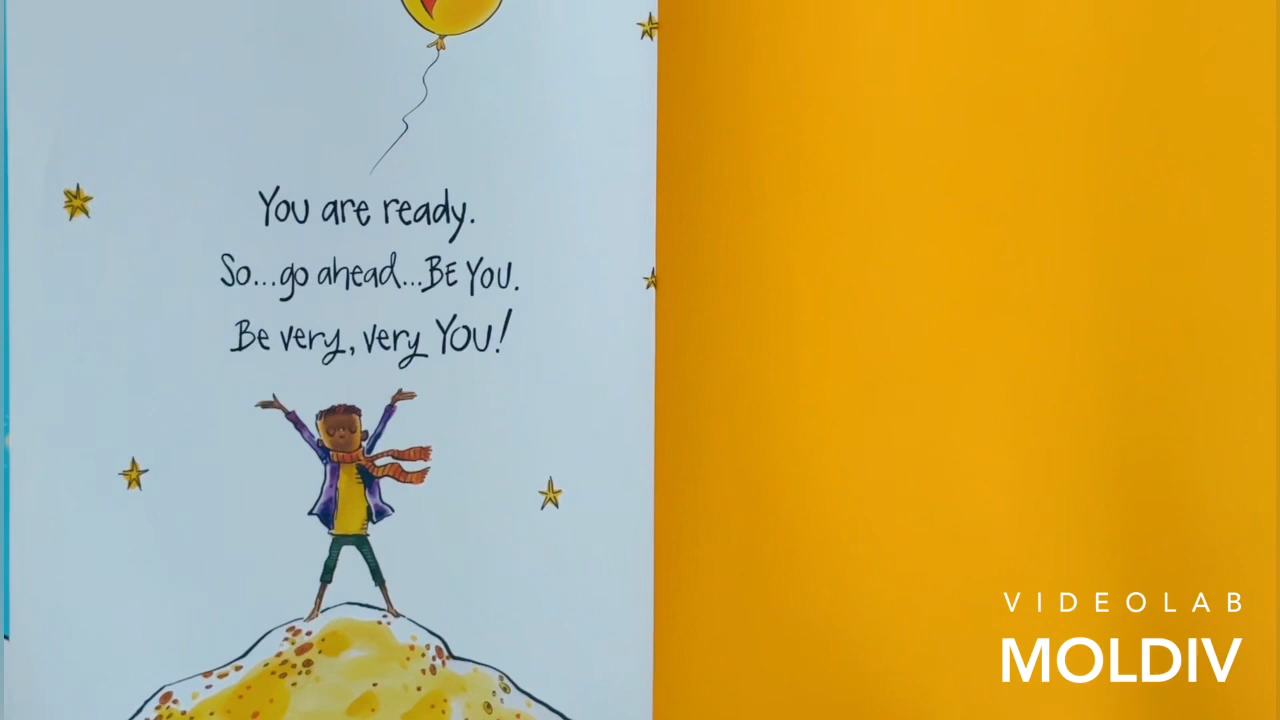 You are ready.
So...go ahead...BE YOU.
Be very, very YOU!
VIDEOLAB
MOLDIV